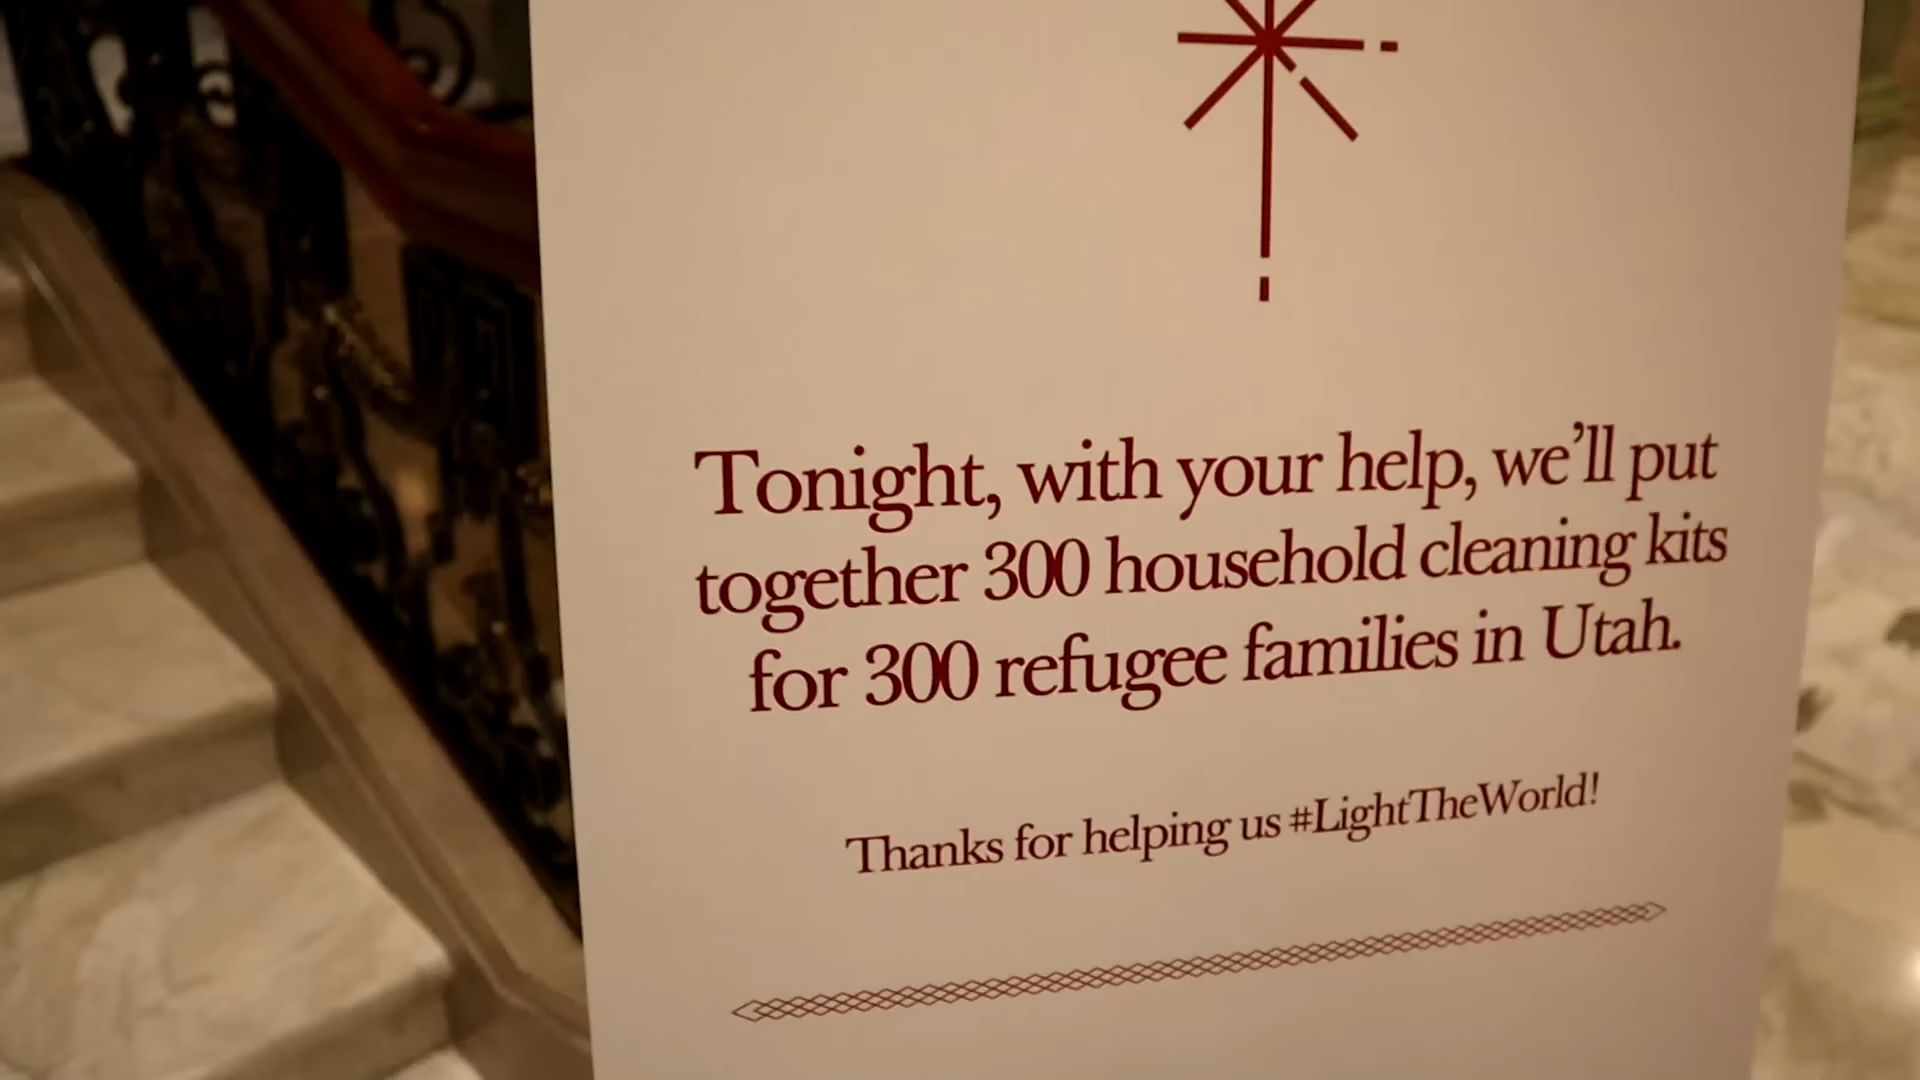 Tonight, with your help, we'll put
together 300 household cleaning kits
for 300 refugee families in Utah.
Thanks for helping us #LightTheWorld!